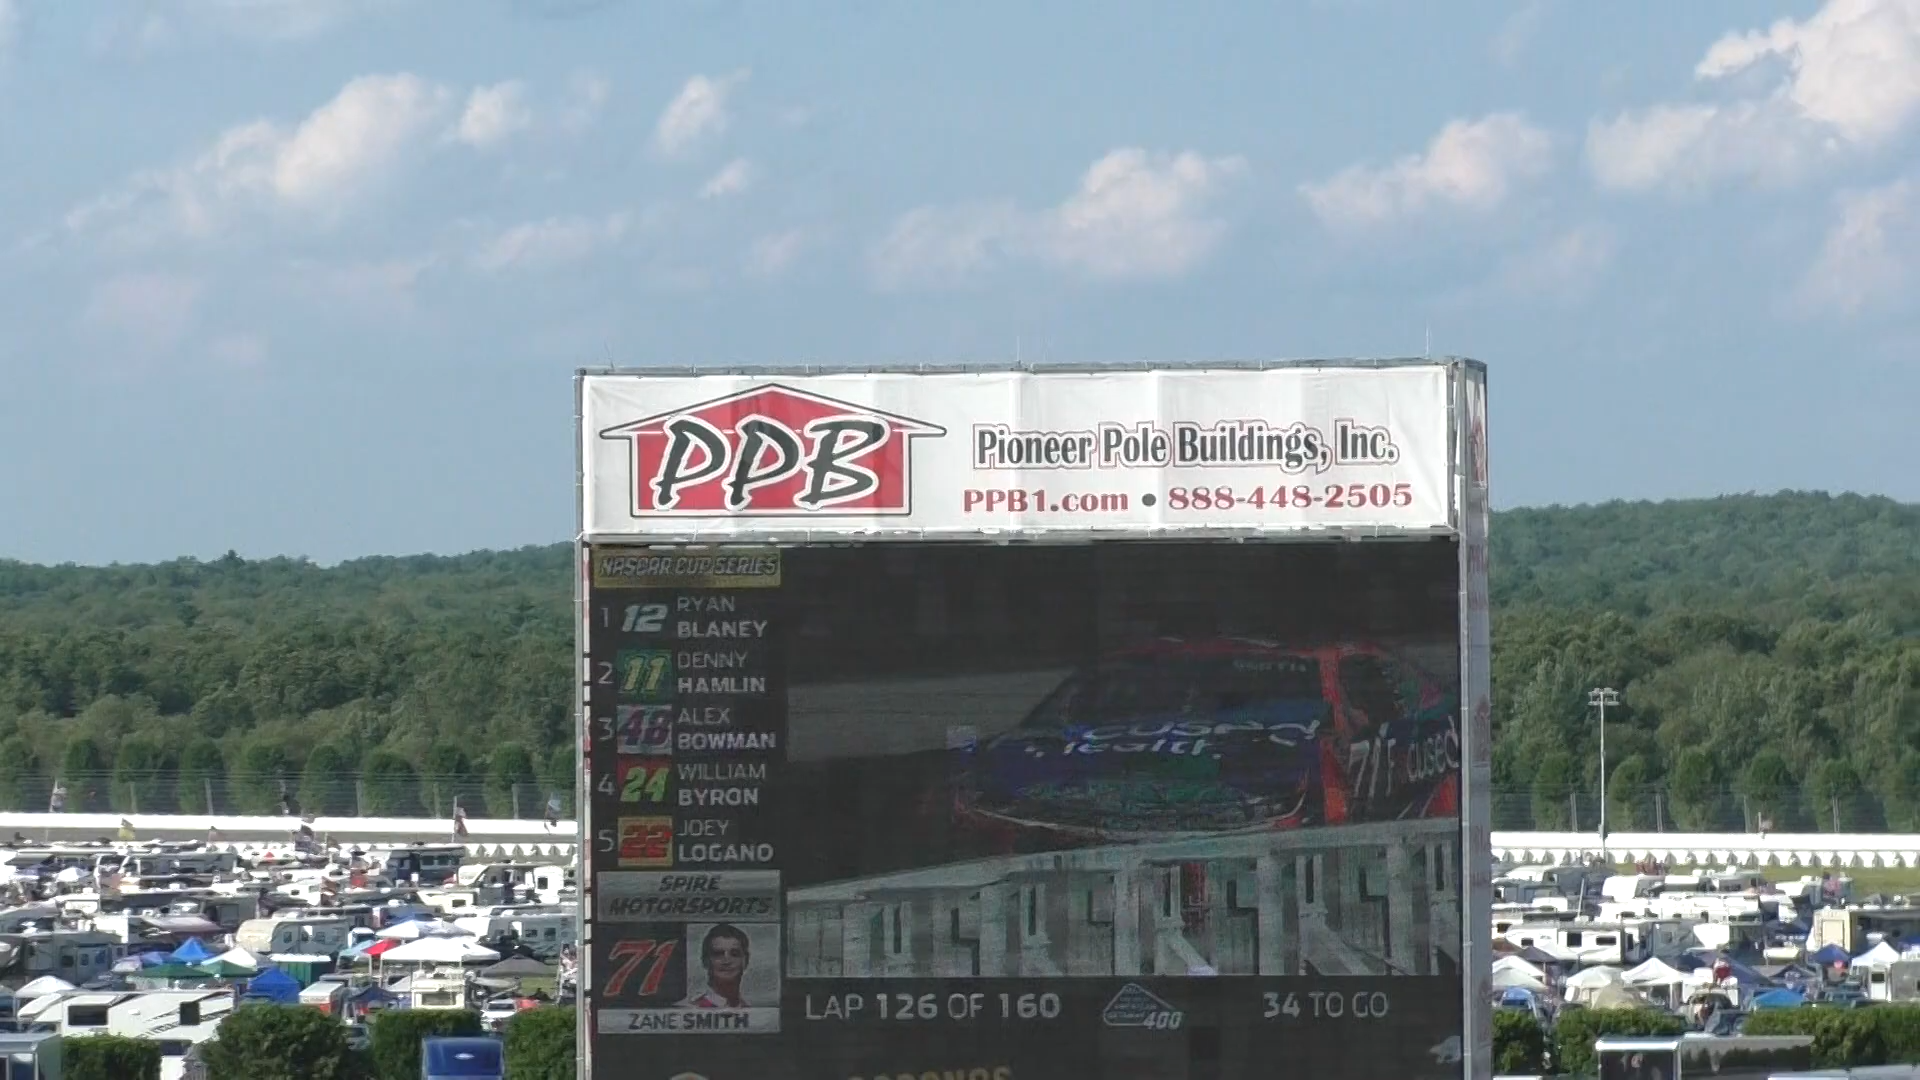 PPB
Pioneer Pole Buildings, Inc.
PPB1.com • 888-448-2505
NASCAR CUP SERIES
1 12 RYAN
BLANEY
2 11 DENNY
HAMLIN
3 48 ALEX
BOWMAN
4 24 WILLIAM
BYRON
5 22 JOEY
LOGANO
SPIRE
MOTORSPORTS
71
ZANE SMITH
71
LAP 126 OF 160
400
34 TO GO